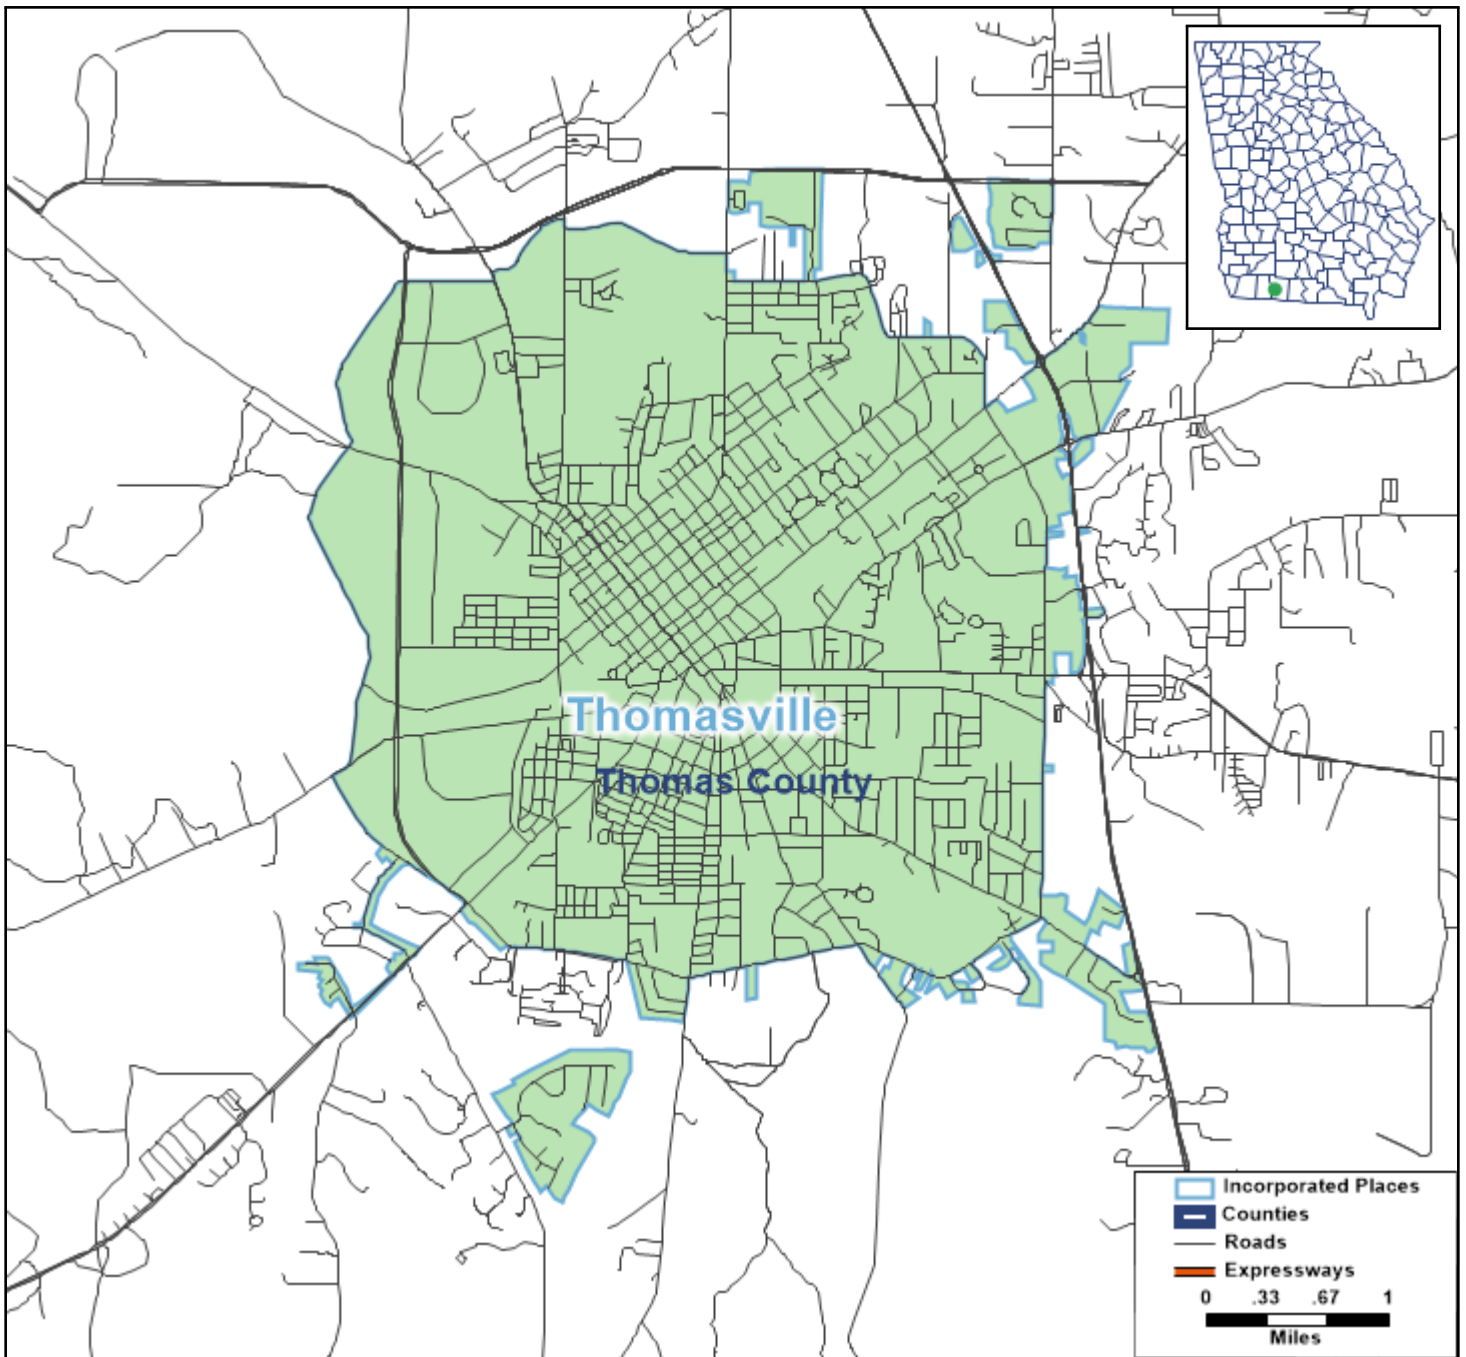 Thomasville
Thomas County
Incorporated Places
Counties
Roads
Expressways
0 .33 .67 1
Miles